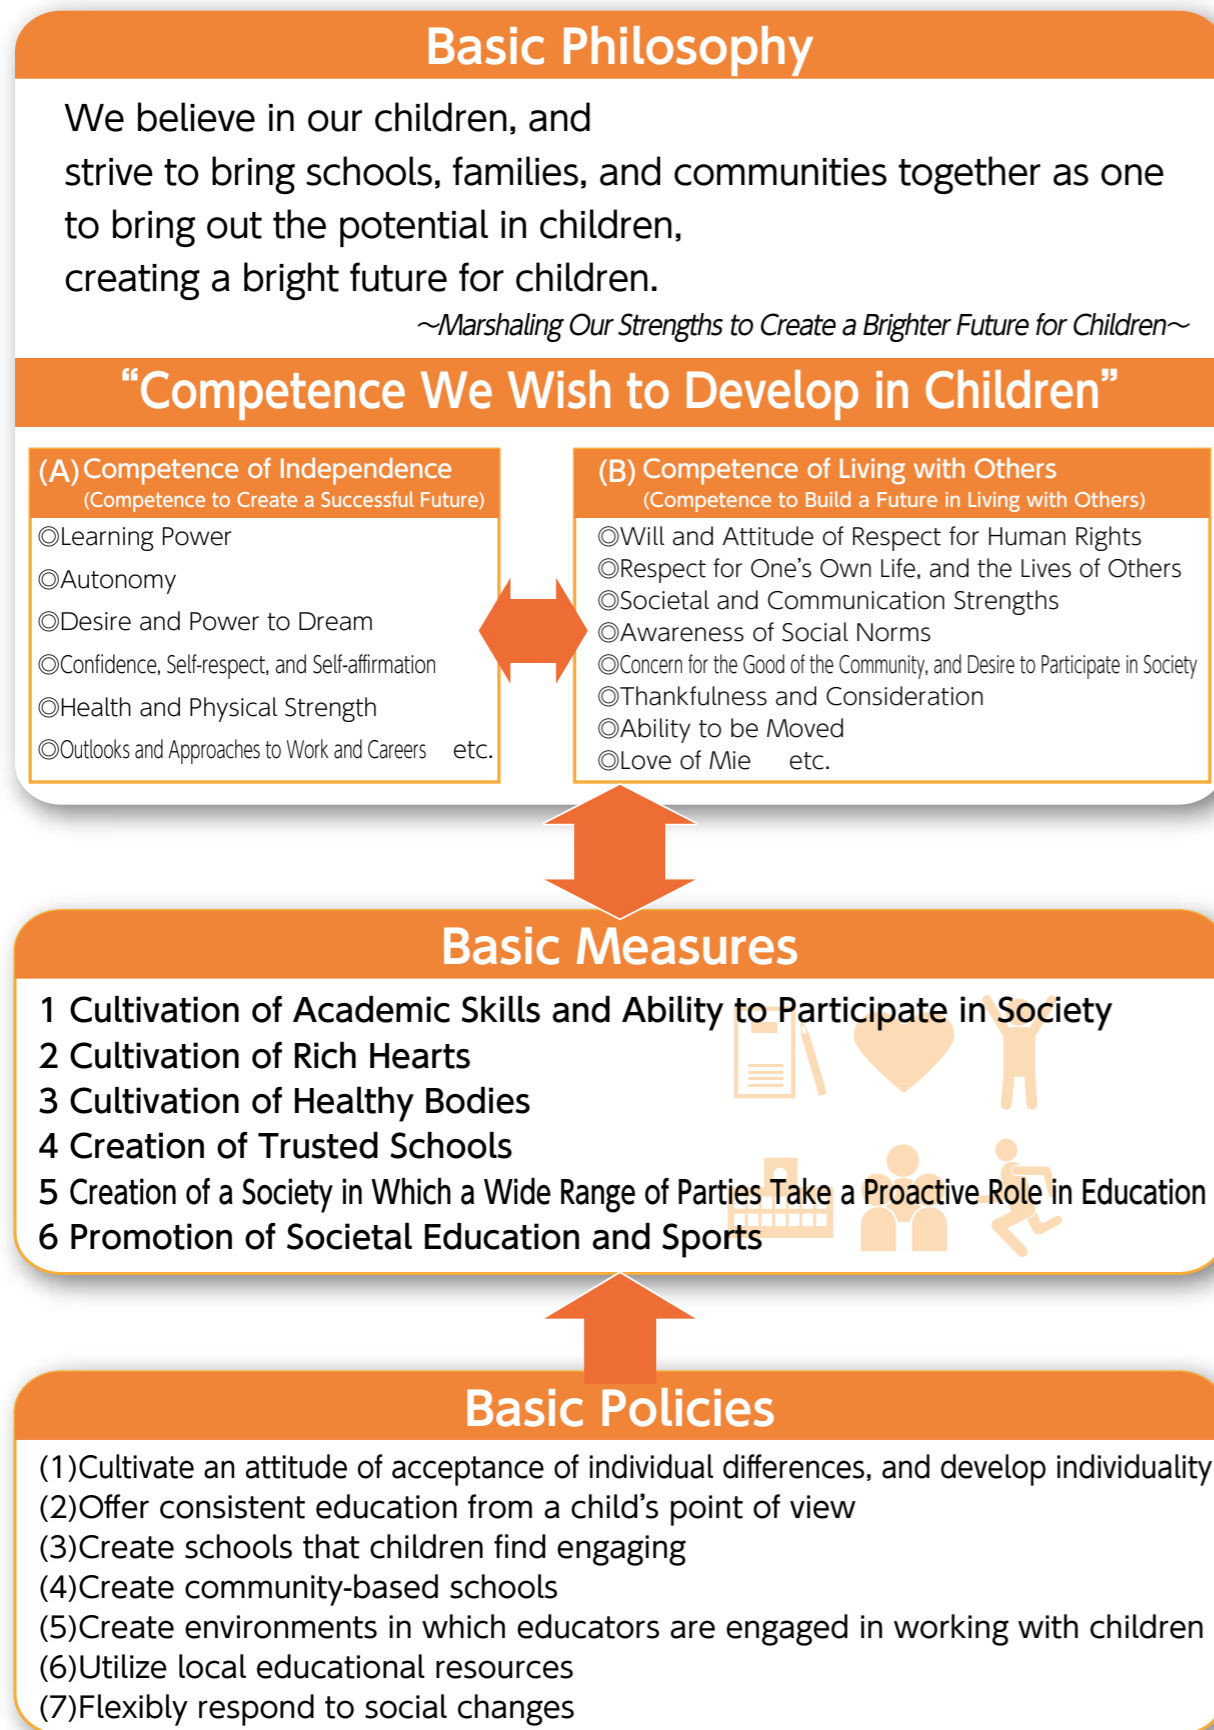 Basic Philosophy
We believe in our children, and
strive to bring schools, families, and communities together as one
to bring out the potential in children,
creating a bright future for children.
～Marshaling Our Strengths to Create a Brighter Future for Children～
“Competence We Wish to Develop in Children”
(A) Competence of Independence
(Competence to Create a Successful Future)
◎Learning Power
◎Autonomy
◎Desire and Power to Dream
◎Confidence, Self-respect, and Self-affirmation
◎Health and Physical Strength
◎Outlooks and Approaches to Work and Careers etc.
(B) Competence of Living with Others
(Competence to Build a Future in Living with Others)
◎Will and Attitude of Respect for Human Rights
◎Respect for One’s Own Life, and the Lives of Others
◎Societal and Communication Strengths
◎Awareness of Social Norms
◎Concern for the Good of the Community, and Desire to Participate in Society
◎Thankfulness and Consideration
◎Ability to be Moved
◎Love of Mie etc.
Basic Measures
1 Cultivation of Academic Skills and Ability to Participate in Society
2 Cultivation of Rich Hearts
3 Cultivation of Healthy Bodies
4 Creation of Trusted Schools
5 Creation of a Society in Which a Wide Range of Parties Take a Proactive Role in Education
6 Promotion of Societal Education and Sports
Basic Policies
(1)Cultivate an attitude of acceptance of individual differences, and develop individuality
(2)Offer consistent education from a child’s point of view
(3)Create schools that children find engaging
(4)Create community-based schools
(5)Create environments in which educators are engaged in working with children
(6)Utilize local educational resources
(7)Flexibly respond to social changes